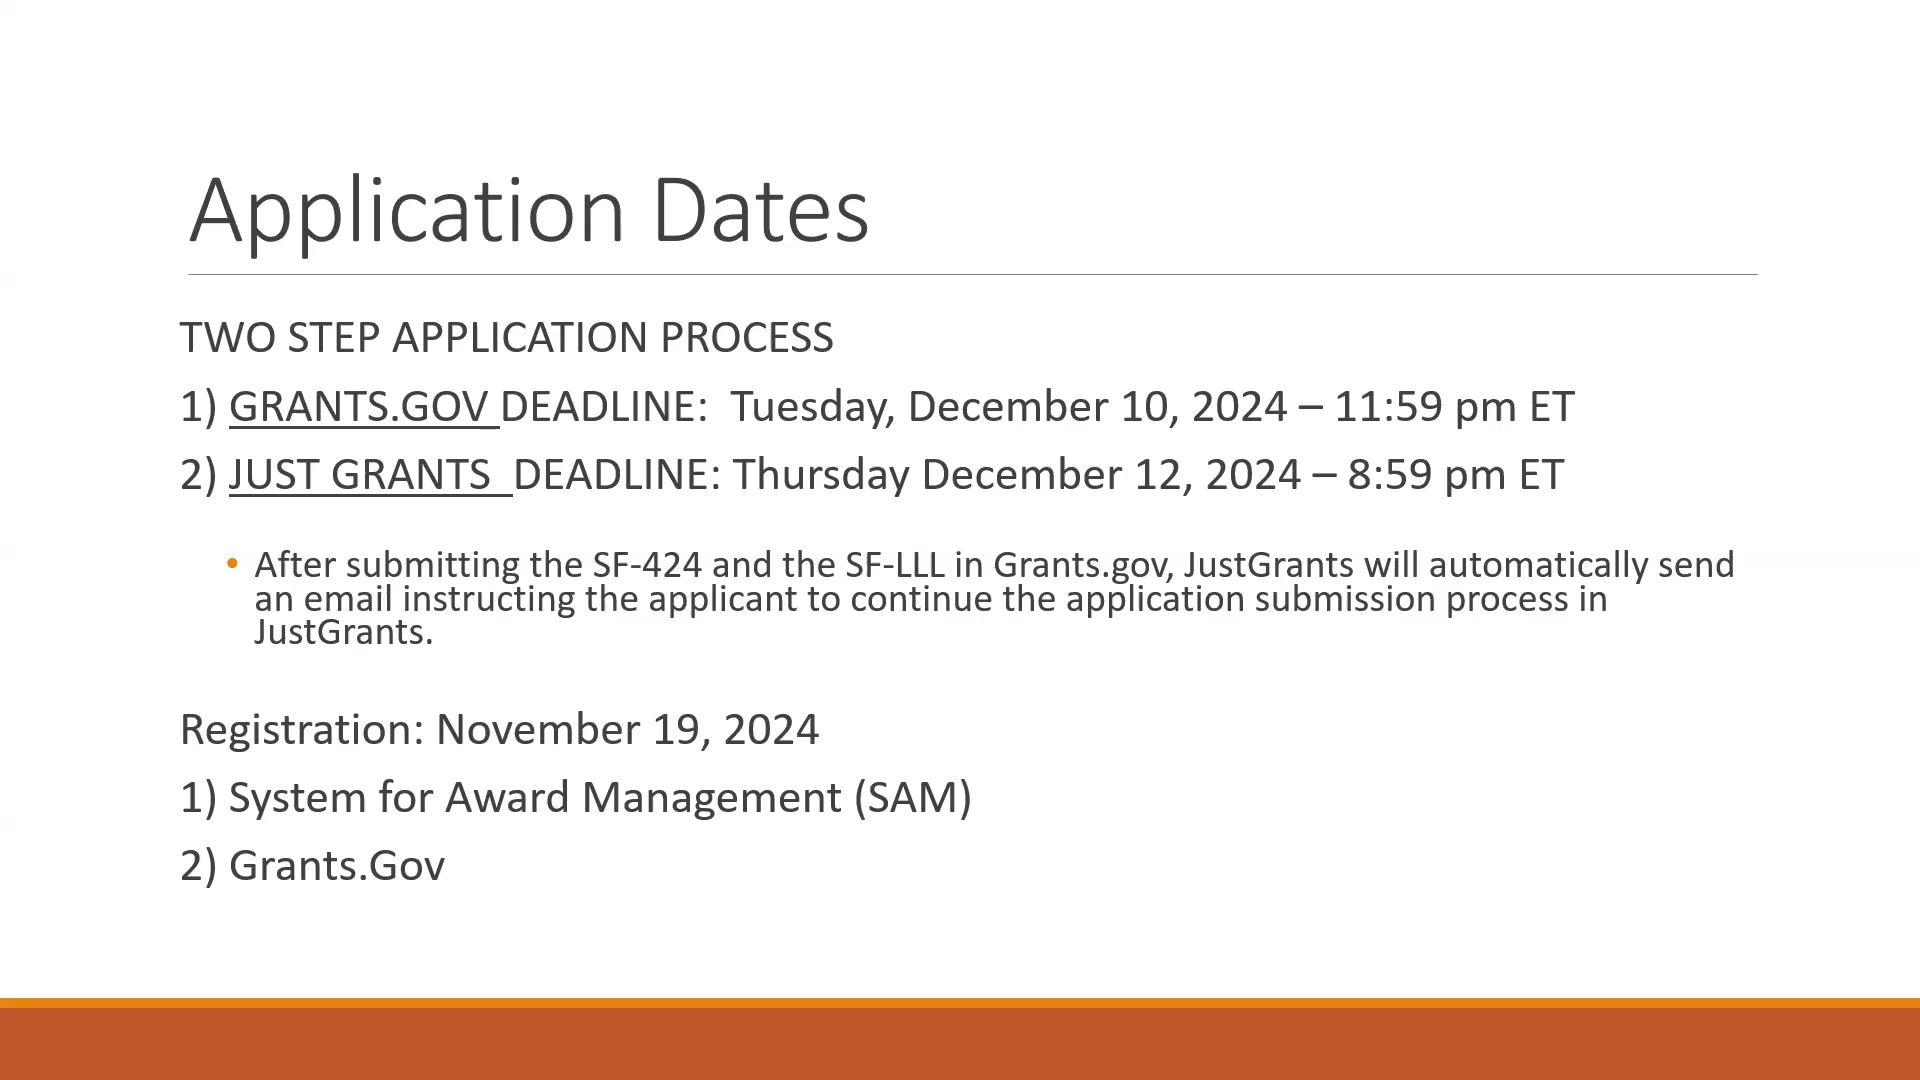 Application Dates
TWO STEP APPLICATION PROCESS
1) GRANTS.GOV DEADLINE:  Tuesday, December 10, 2024 – 11:59 pm ET
2) JUST GRANTS  DEADLINE: Thursday December 12, 2024 – 8:59 pm ET
• After submitting the SF-424 and the SF-LLL in Grants.gov, JustGrants will automatically send
an email instructing the applicant to continue the application submission process in
JustGrants.
Registration: November 19, 2024
1) System for Award Management (SAM)
2) Grants.Gov